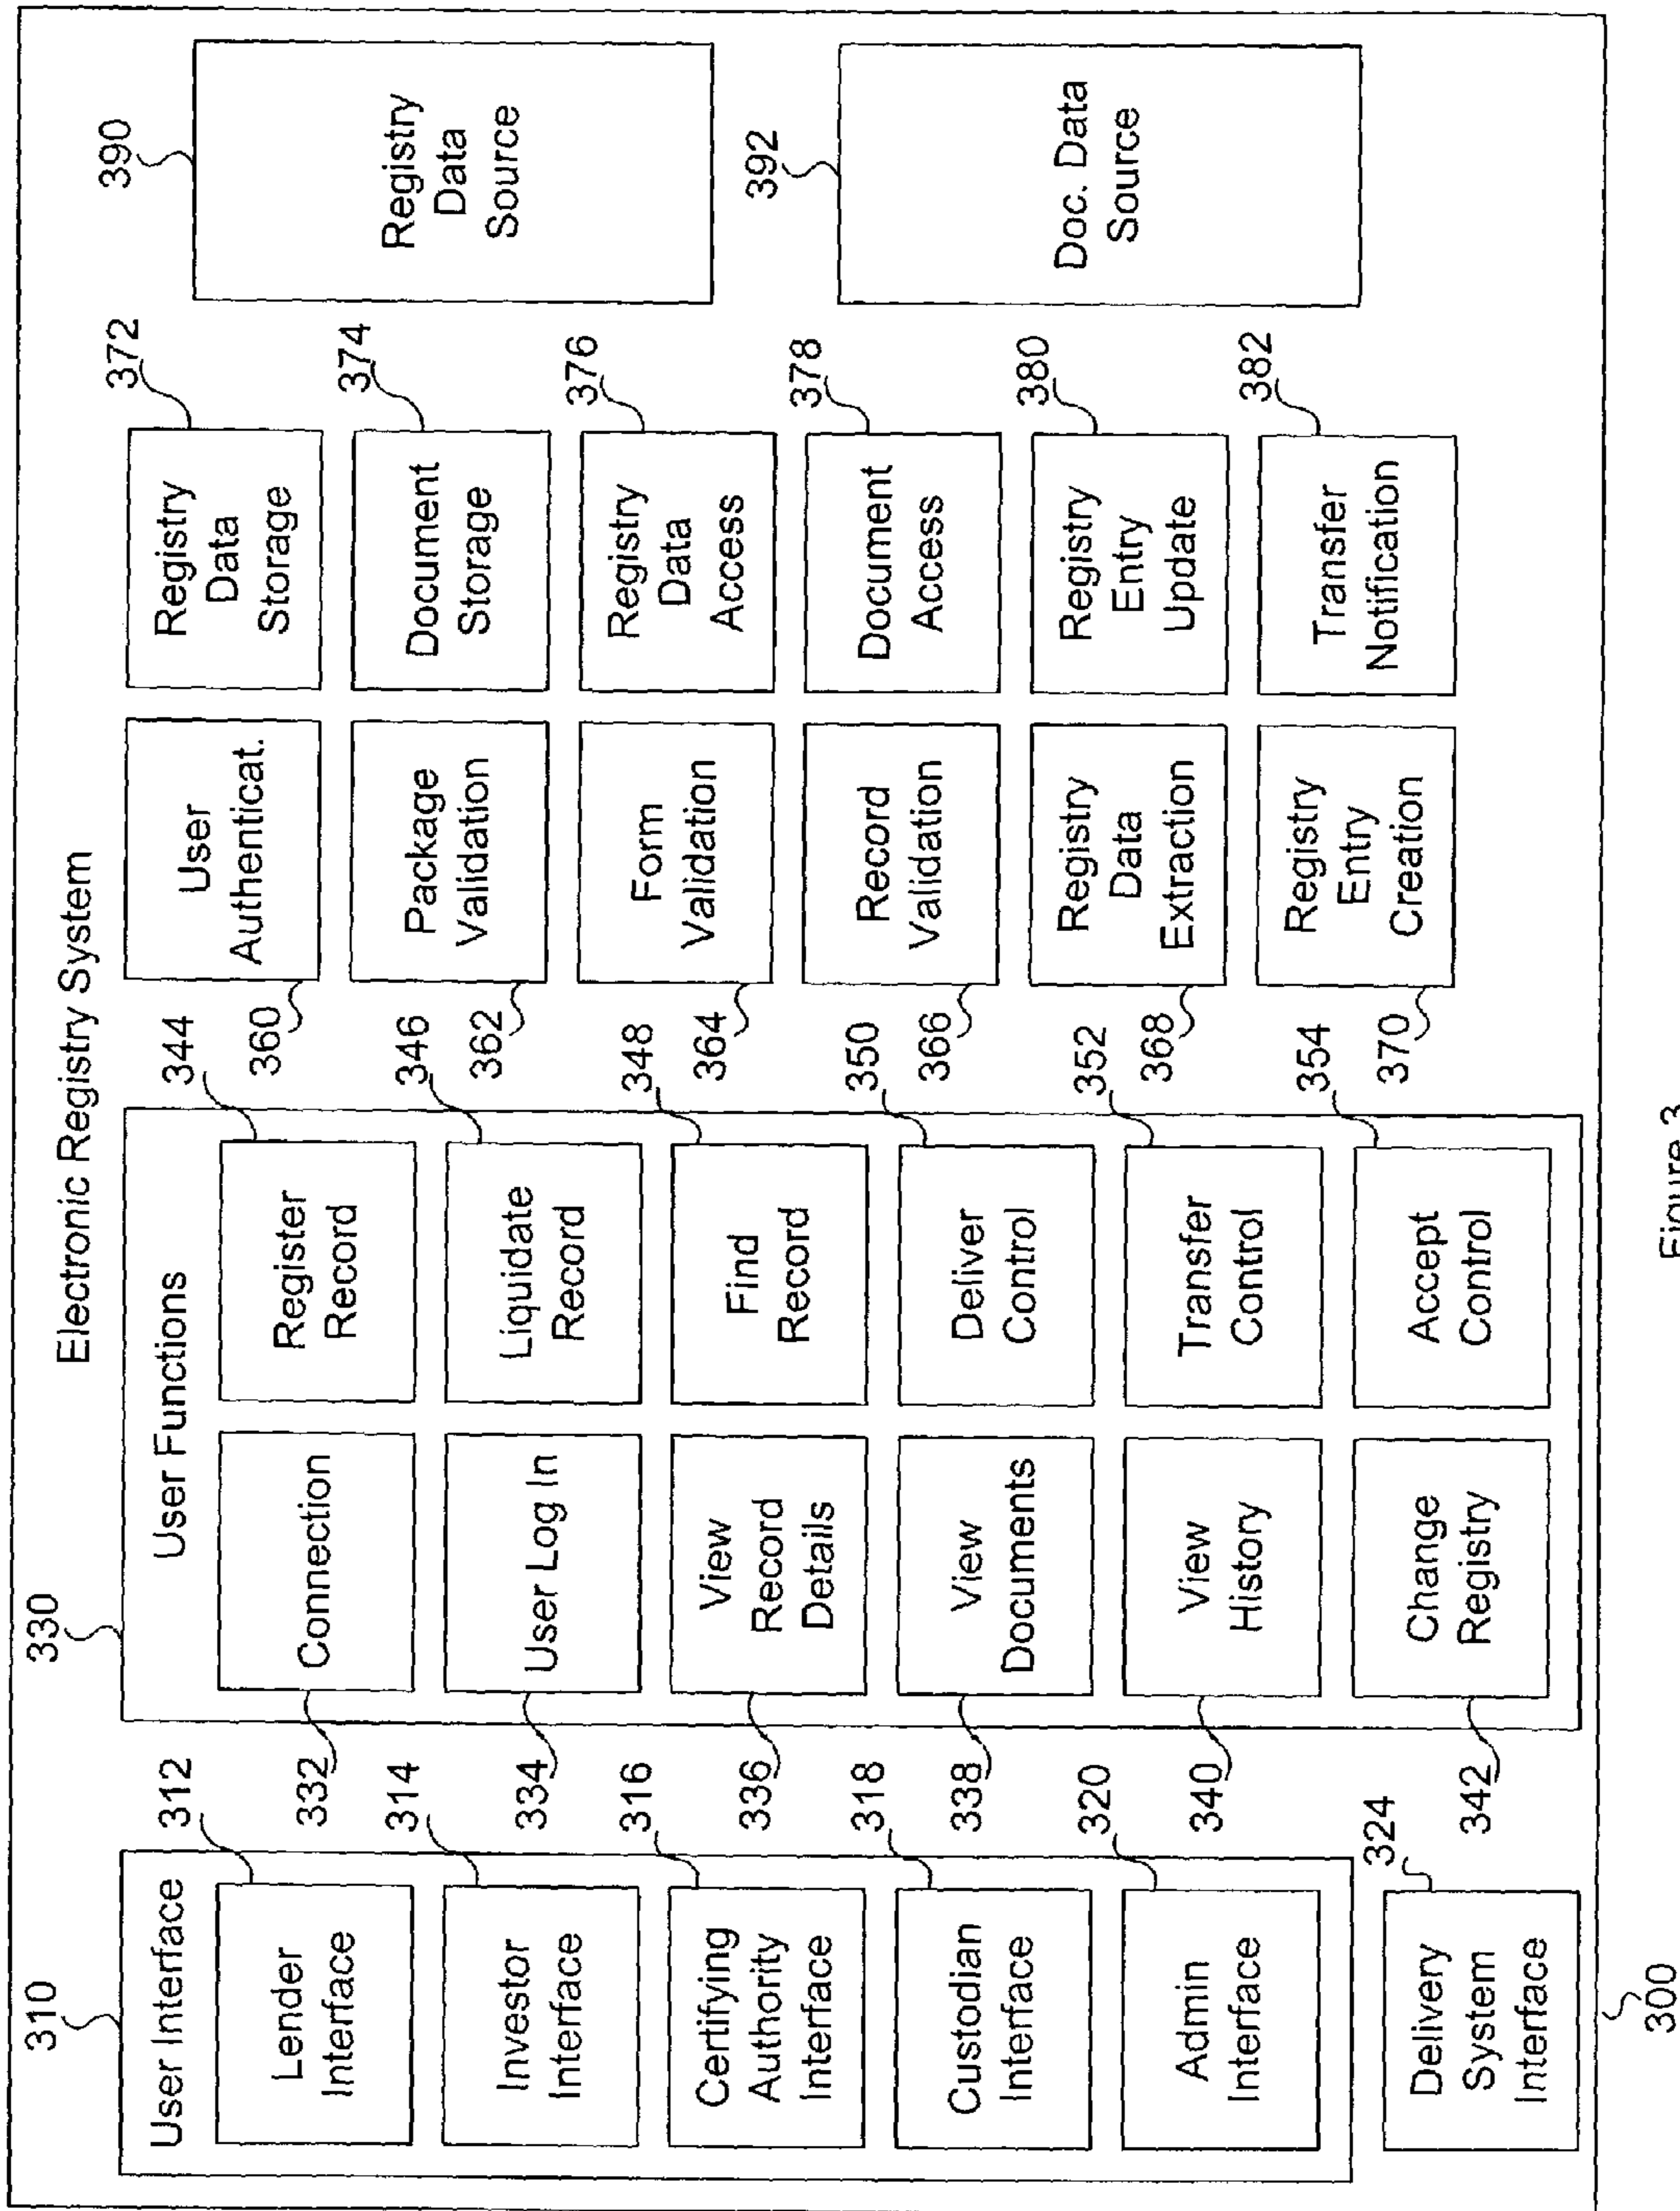 Electronic Registry System
310
User Interface
312
Lender
Interface
314
Investor
Interface
316
Certifying
Authority
Interface
318
Custodian
Interface
320
Admin
Interface
324
Delivery
System
Interface
300
330
User Functions
332
Connection
334
User Log In
336
View
Record
Details
338
View
Documents
340
View
History
342
Change
Registry
344
Register
Record
346
Liquidate
Record
348
Find
Record
350
Deliver
Control
352
Transfer
Control
354
Accept
Control
360
User
Authenticat.
362
Package
Validation
364
Form
Validation
366
Record
Validation
368
Registry
Data
Extraction
370
Registry
Entry
Creation
372
Registry
Data
Storage
374
Document
Storage
376
Registry
Data
Access
378
Document
Access
380
Registry
Entry
Update
382
Transfer
Notification
390
Registry
Data
Source
392
Doc. Data
Source
Figure 3